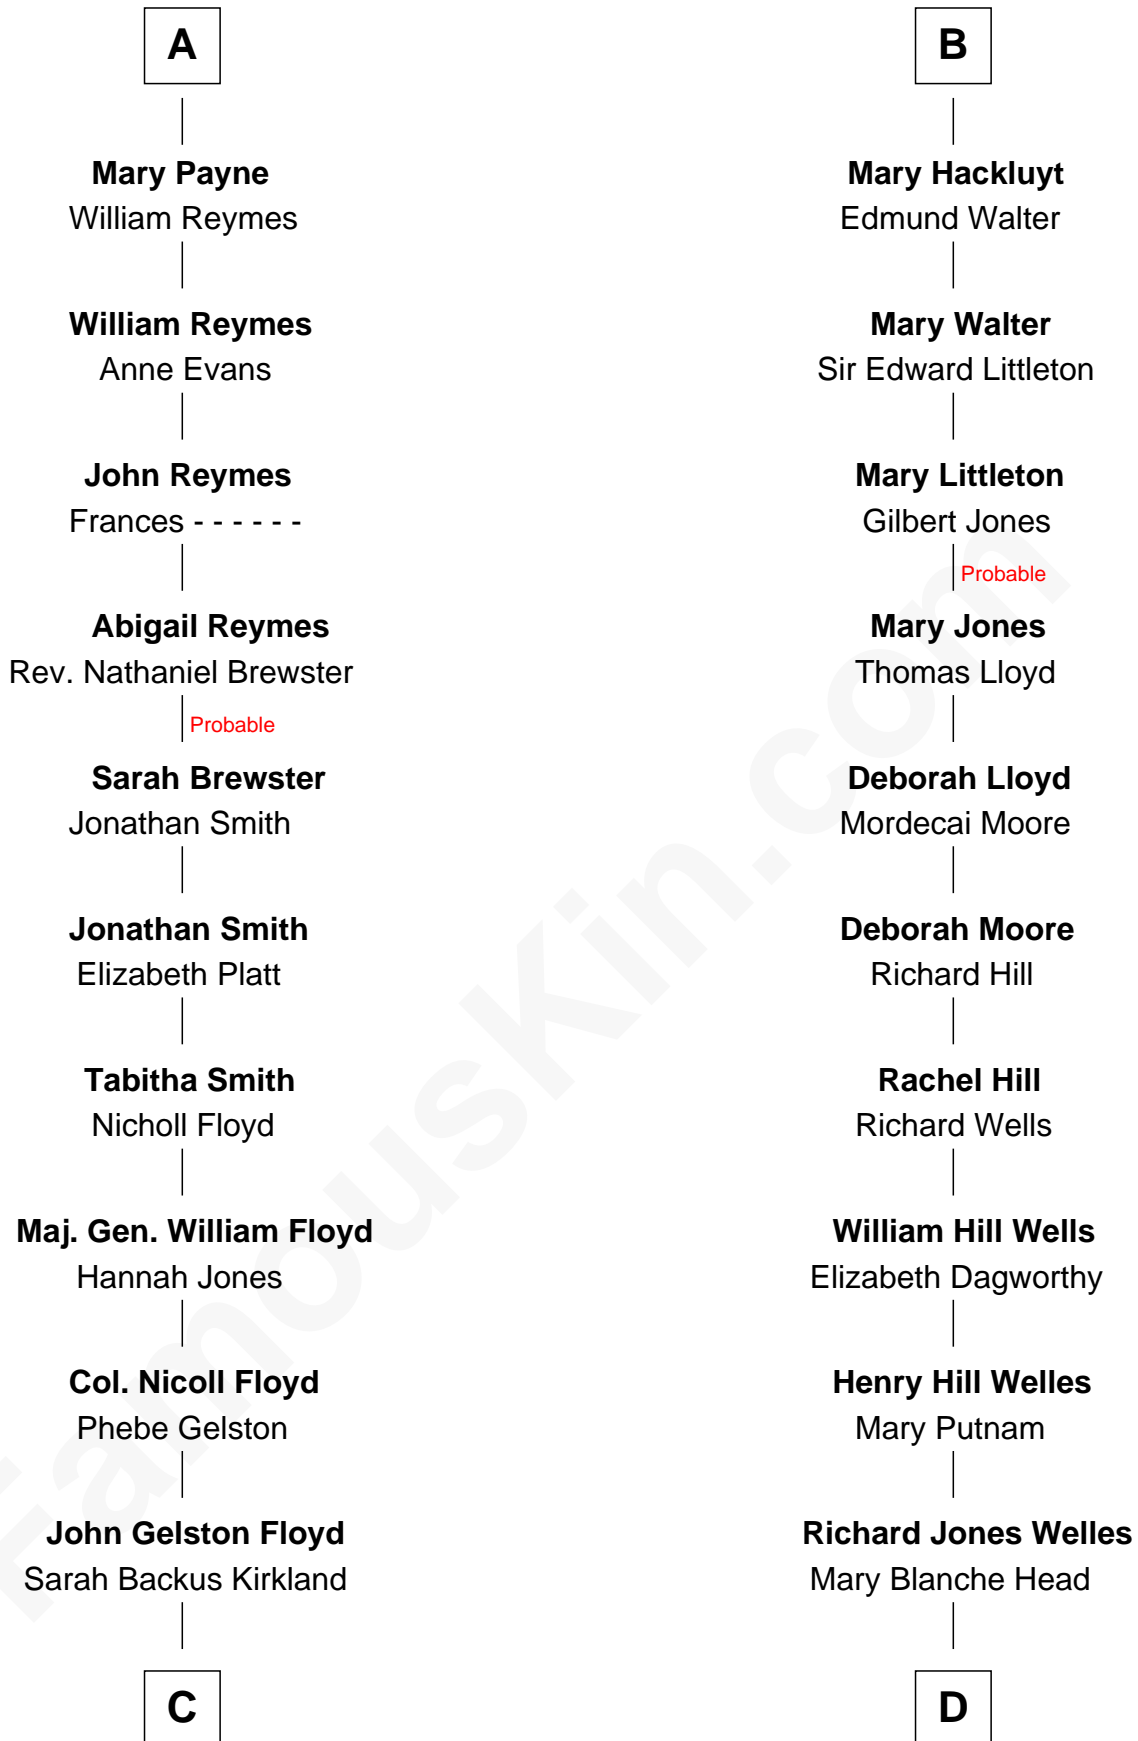 A
Mary Payne
William Reymes
William Reymes
Anne Evans
John Reymes
Frances - - - - - -
Abigail Reymes
Rev. Nathaniel Brewster
Probable
Sarah Brewster
Jonathan Smith
Jonathan Smith
Elizabeth Platt
Tabitha Smith
Nicholl Floyd
Maj. Gen. William Floyd
Hannah Jones
Col. Nicoll Floyd
Phebe Gelston
John Gelston Floyd
Sarah Backus Kirkland
C
B
Mary Hackluyt
Edmund Walter
Mary Walter
Sir Edward Littleton
Mary Littleton
Gilbert Jones
Probable
Mary Jones
Thomas Lloyd
Deborah Lloyd
Mordecai Moore
Deborah Moore
Richard Hill
Rachel Hill
Richard Wells
William Hill Wells
Elizabeth Dagworthy
Henry Hill Welles
Mary Putnam
Richard Jones Welles
Mary Blanche Head
D
FamousKin.com